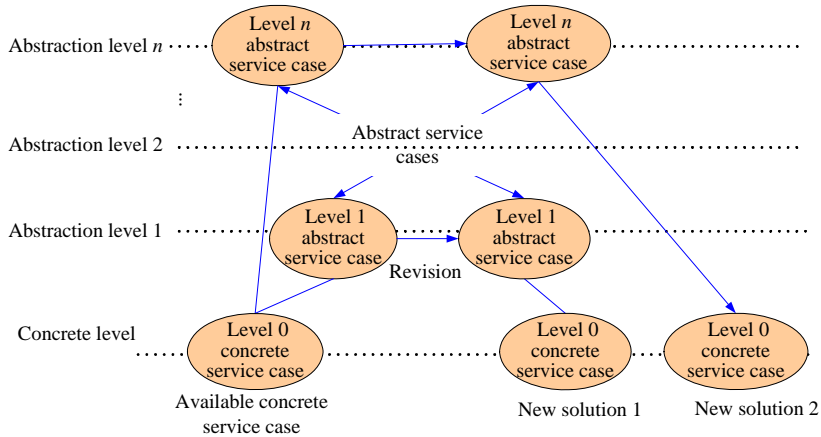 Level n
abstract
service case
Level n
abstract
service case
Abstraction level n
...
Abstract service
cases
Abstraction level 2
Level 1
abstract
service case
Level 1
abstract
service case
Abstraction level 1
Revision
Concrete level
Level 0
concrete
service case
Level 0
concrete
service case
Level 0
concrete
service case
Available concrete
service case
New solution 1
New solution 2